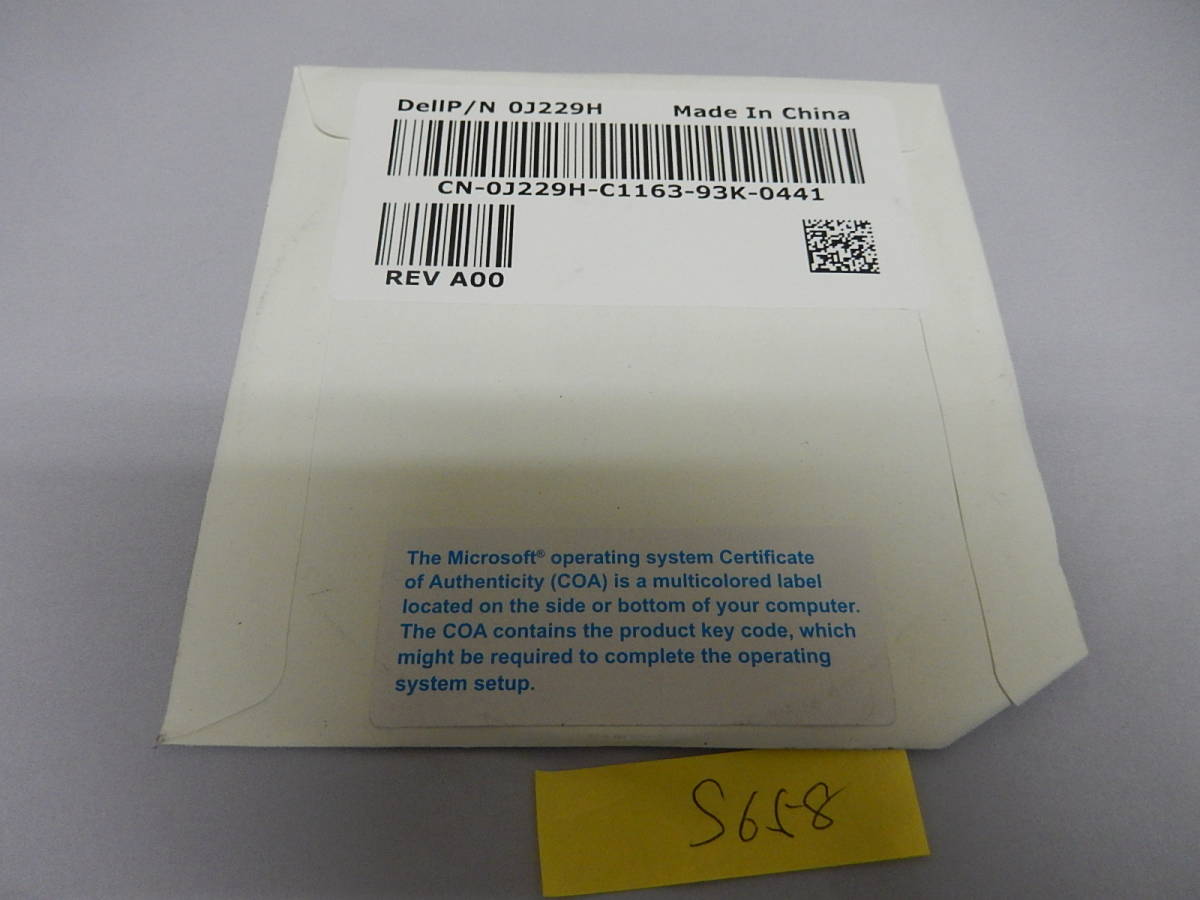 DellP/N 0J229H Made In China
CN-0J229H-C1163-93K-0441
REV A00
The Microsoft® operating system Certificate
of Authenticity (COA) is a multicolored label
located on the side or bottom of your computer.
The COA contains the product key code, which
might be required to complete the operating
system setup.
S658